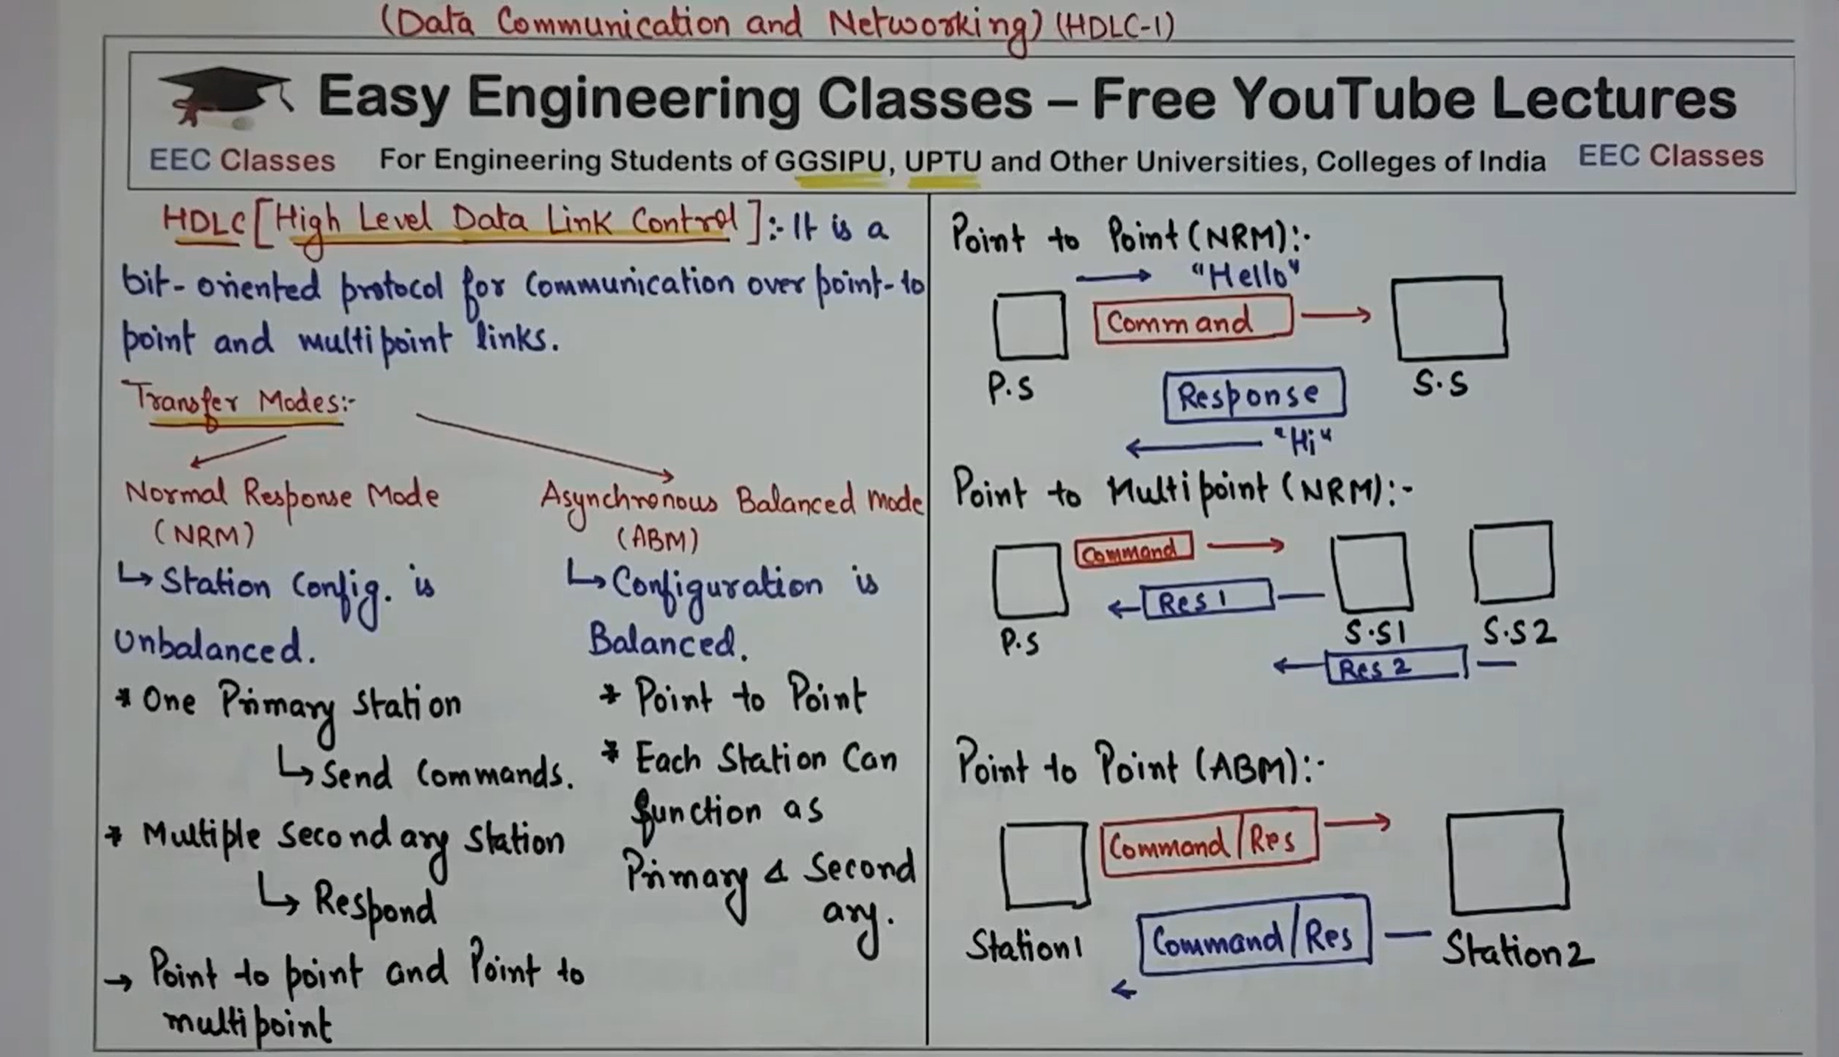 (Data Communication and Networking) (HDLC-1)
Easy Engineering Classes – Free YouTube Lectures
EEC Classes For Engineering Students of GGSIPU, UPTU and Other Universities, Colleges of India EEC Classes
HDLC [High Level Data Link Control]:- It is a
bit-oriented protocol for communication over point-to
point and multipoint links.
Transfer Modes:-
Normal Response Mode
(NRM)
↳ Station Config. is
Unbalanced.
* One Primary Station
↳ Send Commands.
* Multiple Secondary Station
↳ Respond
→ Point to point and Point to
multipoint
Asynchronous Balanced Mode
(ABM)
↳ Configuration is
Balanced.
* Point to Point
* Each Station Can
function as
Primary & Second
ary.
Point to Point (NRM):-
"Hello"
Command
P.S
S.S
Response
"Hi"
Point to Multipoint (NRM):-
Command
Res 1
P.S
S.S1
S.S2
Res 2
Point to Point (ABM):-
Command/Res
Station1
Command/Res
Station2